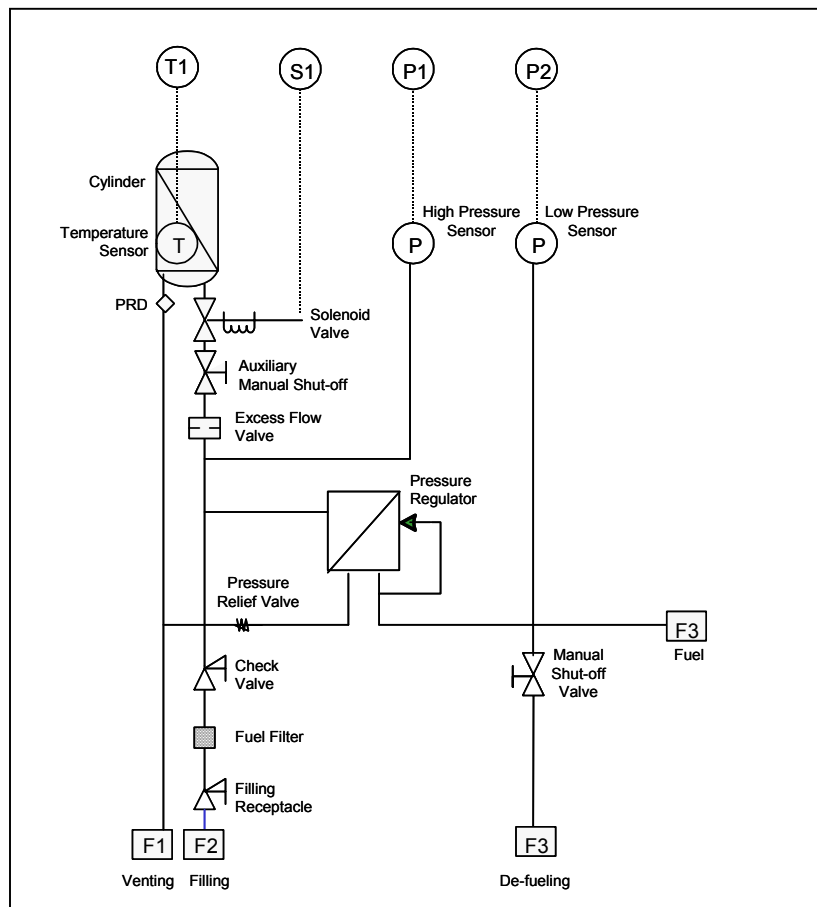 T1
S1
P1
P2
Cylinder
High Pressure
Sensor
Low Pressure
Sensor
Temperature
Sensor
T
P
P
PRD
Solenoid
Valve
Auxiliary
Manual Shut-off
Excess Flow
Valve
Pressure
Regulator
Pressure
Relief Valve
F3
Fuel
Check
Valve
Manual
Shut-off
Valve
Fuel Filter
Filling
Receptacle
F1
F2
F3
Venting
Filling
De-fueling